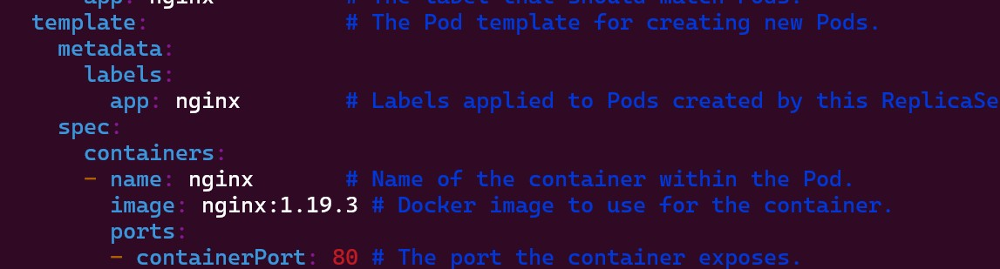 app: nginx          # The label that should match Pods.
template:               # The Pod template for creating new Pods.
metadata:
labels:
app: nginx        # Labels applied to Pods created by this ReplicaSe
spec:
containers:
- name: nginx       # Name of the container within the Pod.
image: nginx:1.19.3 # Docker image to use for the container.
ports:
- containerPort: 80 # The port the container exposes.